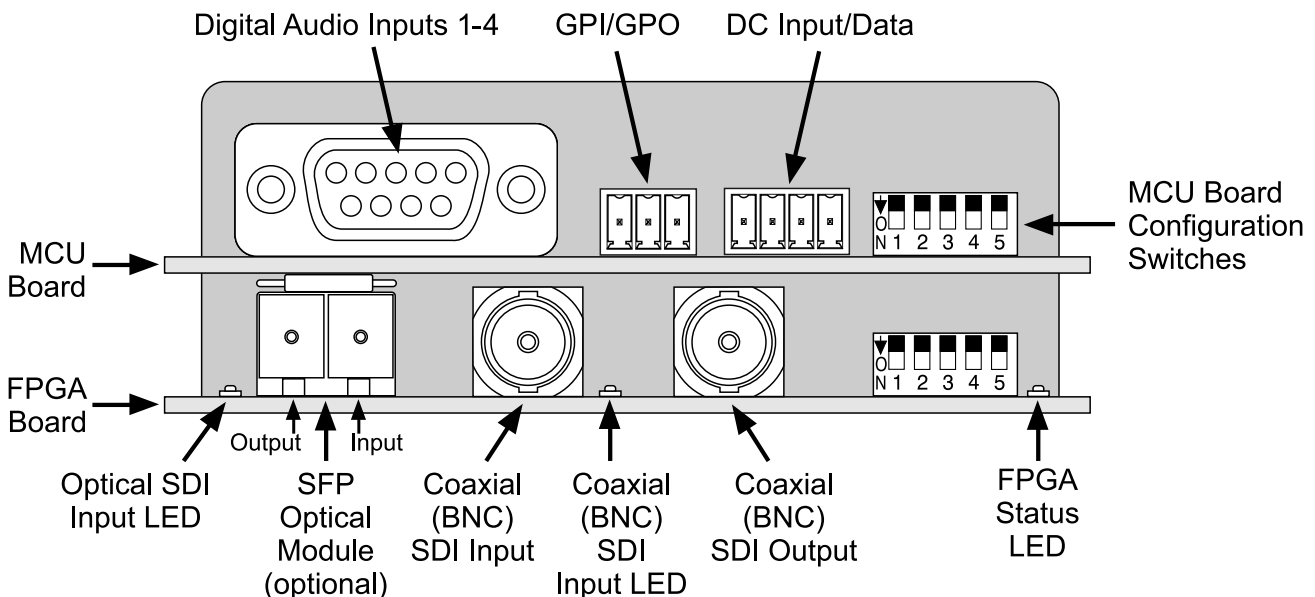 Digital Audio Inputs 1-4
GPI/GPO
DC Input/Data
MCU Board
Configuration
Switches
O
N 1 2 3 4 5
MCU
Board
O
N 1 2 3 4 5
FPGA
Board
Output
Input
Optical SDI
Input LED
SFP
Optical
Module
(optional)
Coaxial
(BNC)
SDI Input
Coaxial
(BNC)
SDI
Input LED
Coaxial
(BNC)
SDI Output
FPGA
Status
LED